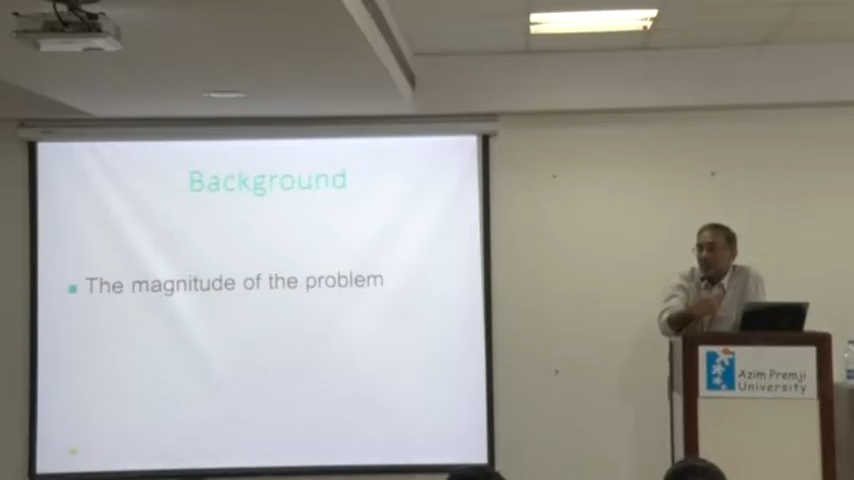 Background
The magnitude of the problem
Azim Premji
University